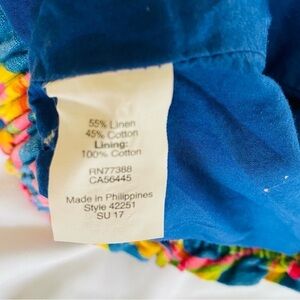 55% Linen
45% Cotton
Lining:
100% Cotton
RN77388
CA56445
Made in Philippines
Style 42251
SU 17